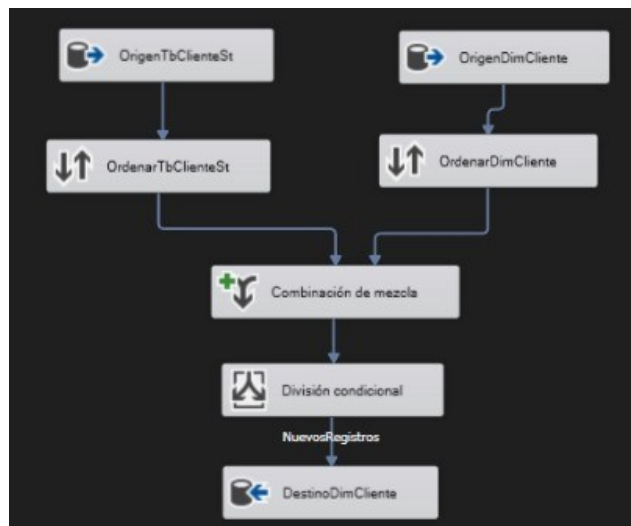 OrigenTbClienteSt
OrigenDimCliente
OrdenarTbClienteSt
OrdenarDimCliente
Combinación de mezcla
División condicional
NuevosRegistros
DestinoDimCliente